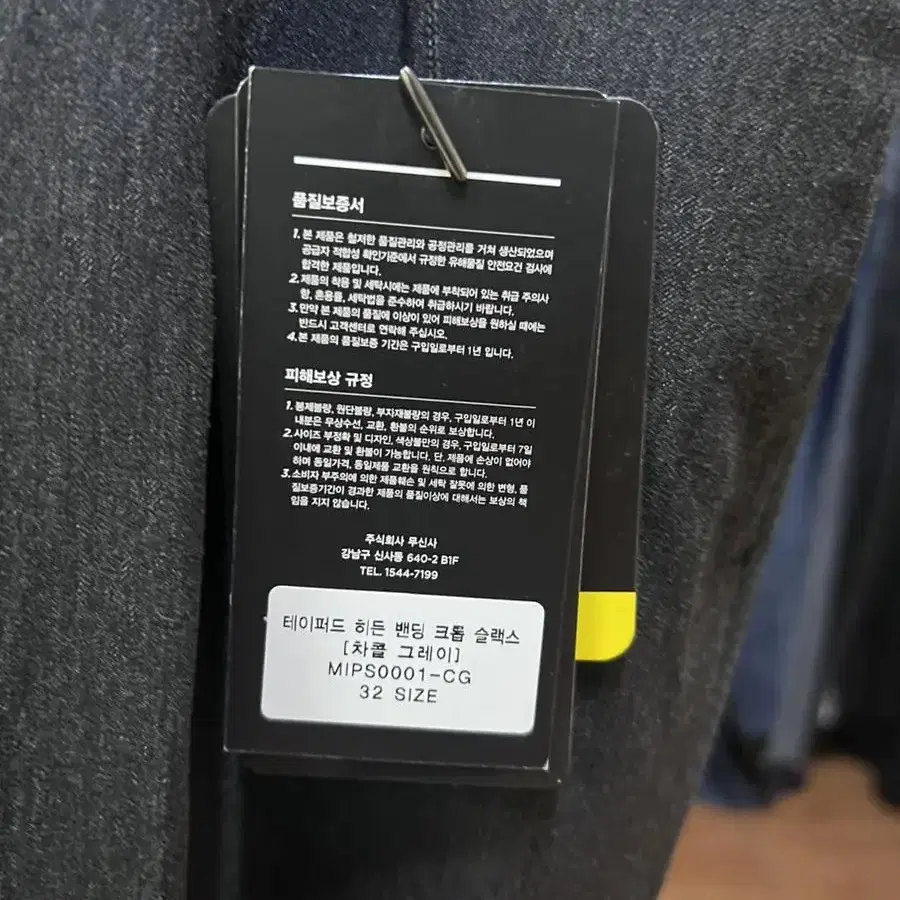 품질보증서
1. 본 제품은 철저한 품질관리와 공정관리를 거쳐 생산되었으며
공급자 적합성 확인기준에서 규정한 유해물질 안전요건 검사에
합격한 제품입니다.
2. 제품의 착용 및 세탁시에는 제품에 부착되어 있는 취급 주의사
항, 혼용률, 세탁법을 준수하여 취급하시기 바랍니다.
3. 만약 본 제품의 품질에 이상이 있어 피해보상을 원하실 때에는
반드시 고객센터로 연락해 주십시오.
4. 본 제품의 품질보증 기간은 구입일로부터 1년 입니다.
피해보상 규정
1. 봉제불량, 원단불량, 부자재불량의 경우, 구입일로부터 1년 이
내분은 무상수선, 교환, 환불의 순위로 보상합니다.
2. 사이즈 부정확 및 디자인, 색상불만의 경우, 구입일로부터 7일
이내에 교환 및 환불이 가능합니다. 단, 제품에 손상이 없어야
하며 동일가격, 동일제품 교환을 원칙으로 합니다.
3. 소비자 부주의에 의한 제품훼손 및 세탁 잘못에 의한 변형, 품
질보증기간이 경과한 제품의 품질이상에 대해서는 보상의 책
임을 지지 않습니다.
주식회사 무신사
강남구 신사동 640-2 B1F
TEL. 1544-7199
테이퍼드 히든 밴딩 크롭 슬랙스
[차콜 그레이]
MIPS0001-CG
32 SIZE